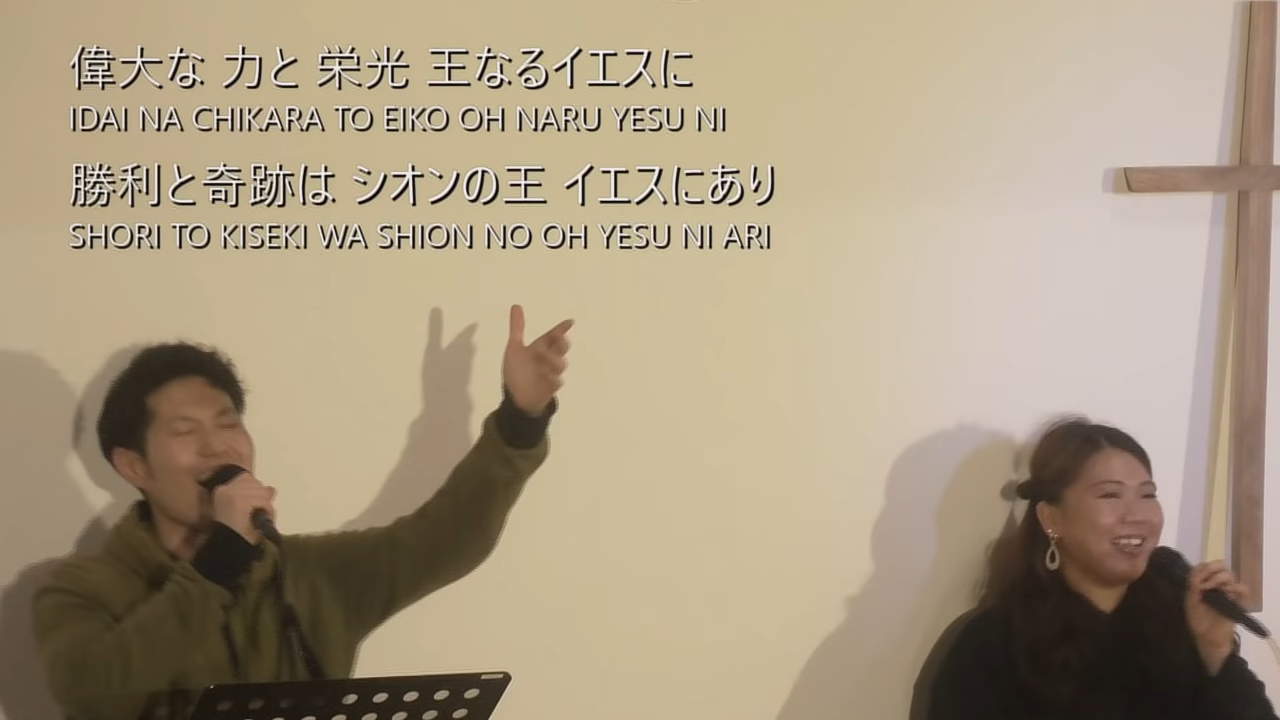 偉大な 力と 栄光 王なるイエスに
IDAI NA CHIKARA TO EIKO OH NARU YESU NI
勝利と奇跡は シオンの王 イエスにあり
SHORI TO KISEKI WA SHION NO OH YESU NI ARI